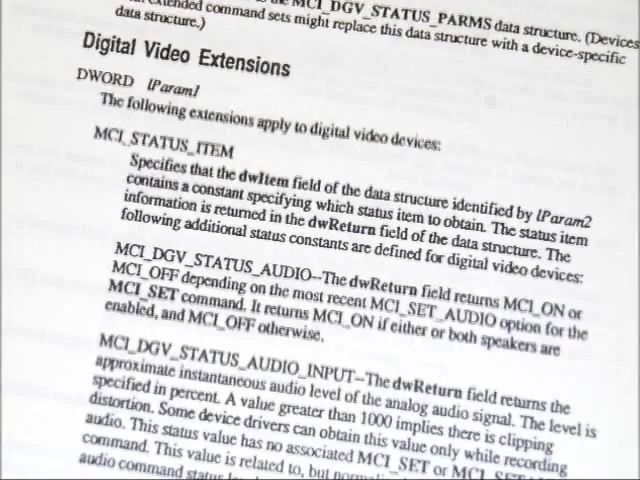 the MCI_DGV_STATUS_PARMS data structure. (Devices
extended command sets might replace this data structure with a device-specific
data structure.)
Digital Video Extensions
DWORD lParam1
The following extensions apply to digital video devices:
MCI_STATUS_ITEM
Specifies that the dwItem field of the data structure identified by lParam2
contains a constant specifying which status item to obtain. The status item
information is returned in the dwReturn field of the data structure. The
following additional status constants are defined for digital video devices:
MCI_DGV_STATUS_AUDIO--The dwReturn field returns MCI_ON or
MCI_OFF depending on the most recent MCI_SET_AUDIO option for the
MCI_SET command. It returns MCI_ON if either or both speakers are
enabled, and MCI_OFF otherwise.
MCI_DGV_STATUS_AUDIO_INPUT--The dwReturn field returns the
approximate instantaneous audio level of the analog audio signal. The level is
specified in percent. A value greater than 1000 implies there is clipping
distortion. Some device drivers can obtain this value only while recording
audio. This status value has no associated MCI_SET or MCI_SET
command. This value is related to, but
audio command status